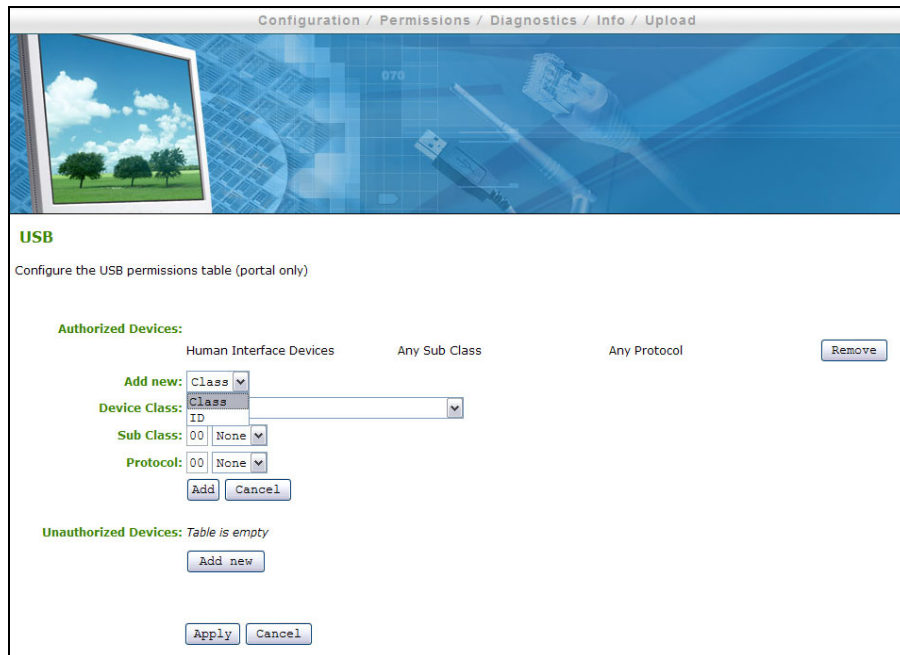 Configuration / Permissions / Diagnostics / Info / Upload
070
USB
Configure the USB permissions table (portal only)
Authorized Devices:
Human Interface Devices Any Sub Class Any Protocol Remove
Add new: Class
Class
ID
Device Class:
Sub Class: 00 None
Protocol: 00 None
Add Cancel
Unauthorized Devices: Table is empty
Add new
Apply Cancel